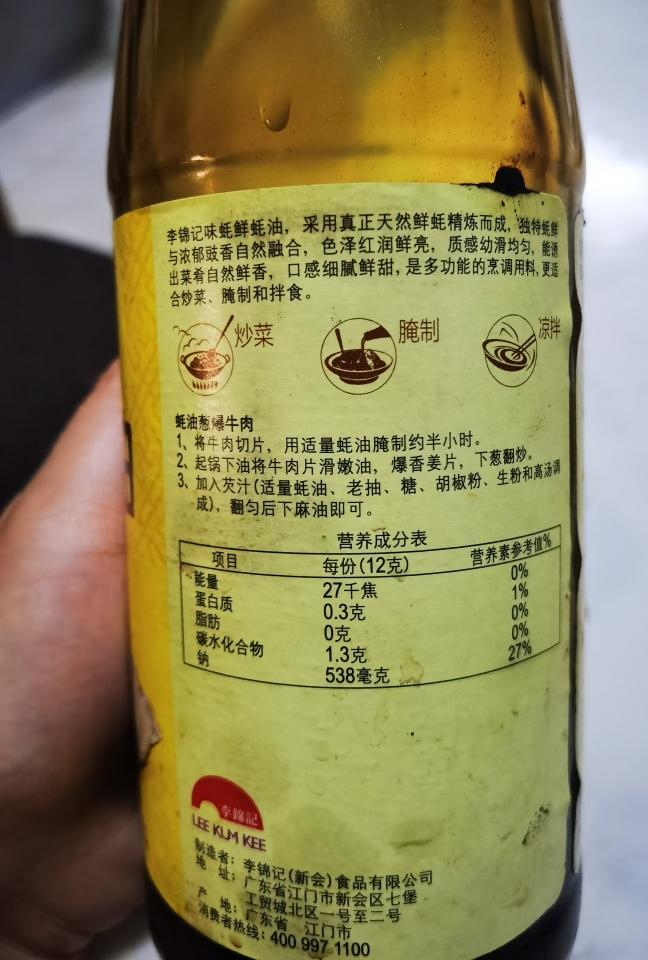 李锦记味蚝鲜蚝油，采用真正天然鲜蚝精炼而成，独特蚝鲜
与浓郁豉香自然融合，色泽红润鲜亮，质感幼滑均匀，能诱
出菜肴自然鲜香，口感细腻鲜甜，是多功能的烹调用料，更适
合炒菜、腌制和拌食。
炒菜
腌制
凉拌
蚝油葱爆牛肉
1、将牛肉切片，用适量蚝油腌制约半小时。
2、起锅下油将牛肉片滑嫩油，爆香姜片，下葱翻炒。
3、加入芡汁（适量蚝油、老抽、糖、胡椒粉、生粉和高汤调
成），翻匀后下麻油即可。
营养成分表
项目 每份(12克) 营养素参考值%
能量 27千焦 0%
蛋白质 0.3克 1%
脂肪 0克 0%
碳水化合物 1.3克 0%
钠 538毫克 27%
李錦記
LEE KUM KEE
制造者：李锦记(新会)食品有限公司
地 址：广东省江门市新会区七堡
工贸城北区一号至二号
产 地：广东省 江门市
消费者热线：400 997 1100